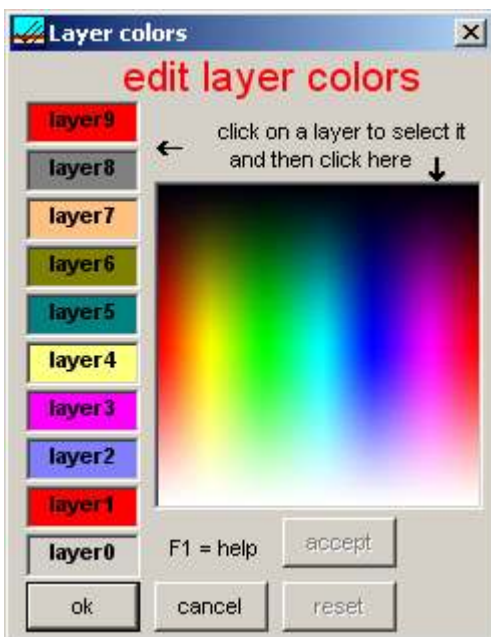 Layer colors
edit layer colors
layer9
click on a layer to select it
and then click here
layer8
layer7
layer6
layer5
layer4
layer3
layer2
layer1
layer0
F1 = help
accept
ok
cancel
reset